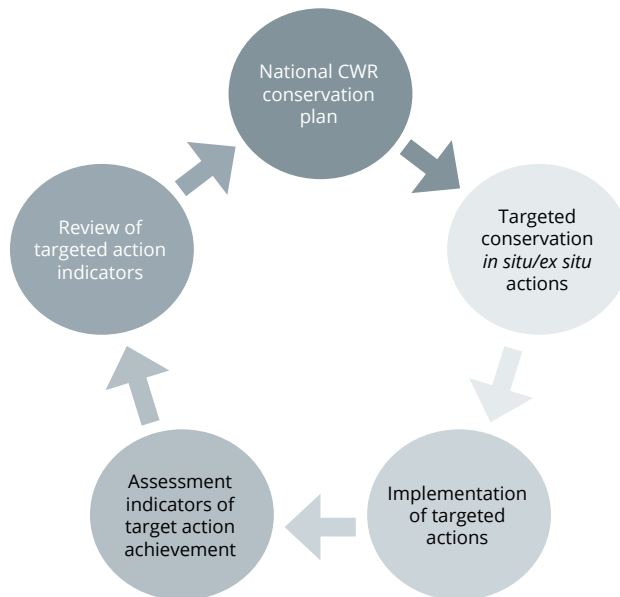 National CWR
conservation
plan
Targeted
conservation
in situ/ex situ
actions
Implementation
of targeted
actions
Assessment
indicators of
target action
achievement
Review of
targeted action
indicators